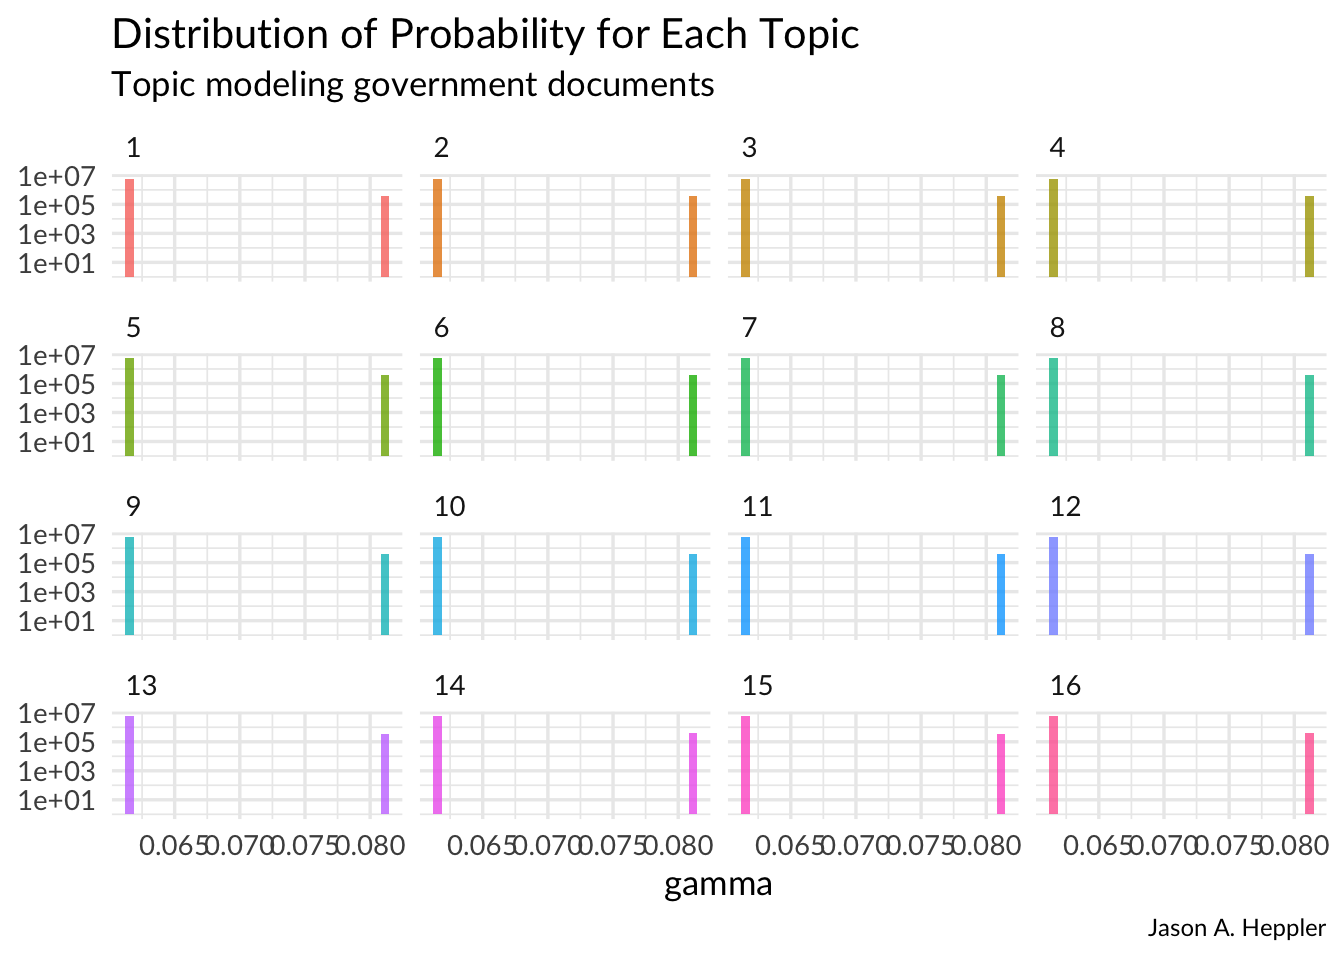 Distribution of Probability for Each Topic
Topic modeling government documents
1 2 3 4
1e+07
1e+05
1e+03
1e+01
5 6 7 8
1e+07
1e+05
1e+03
1e+01
9 10 11 12
1e+07
1e+05
1e+03
1e+01
13 14 15 16
1e+07
1e+05
1e+03
1e+01
0.065 0.070 0.075 0.080 0.065 0.070 0.075 0.080 0.065 0.070 0.075 0.080 0.065 0.070 0.075 0.080
gamma
Jason A. Heppler